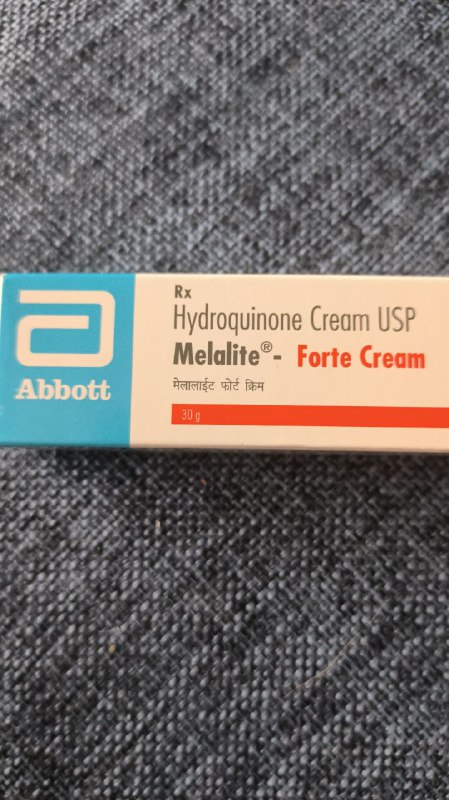 Abbott
Rx
Hydroquinone Cream USP
Melalite®- Forte Cream
मेलालाईट फोर्ट क्रिम
30 g